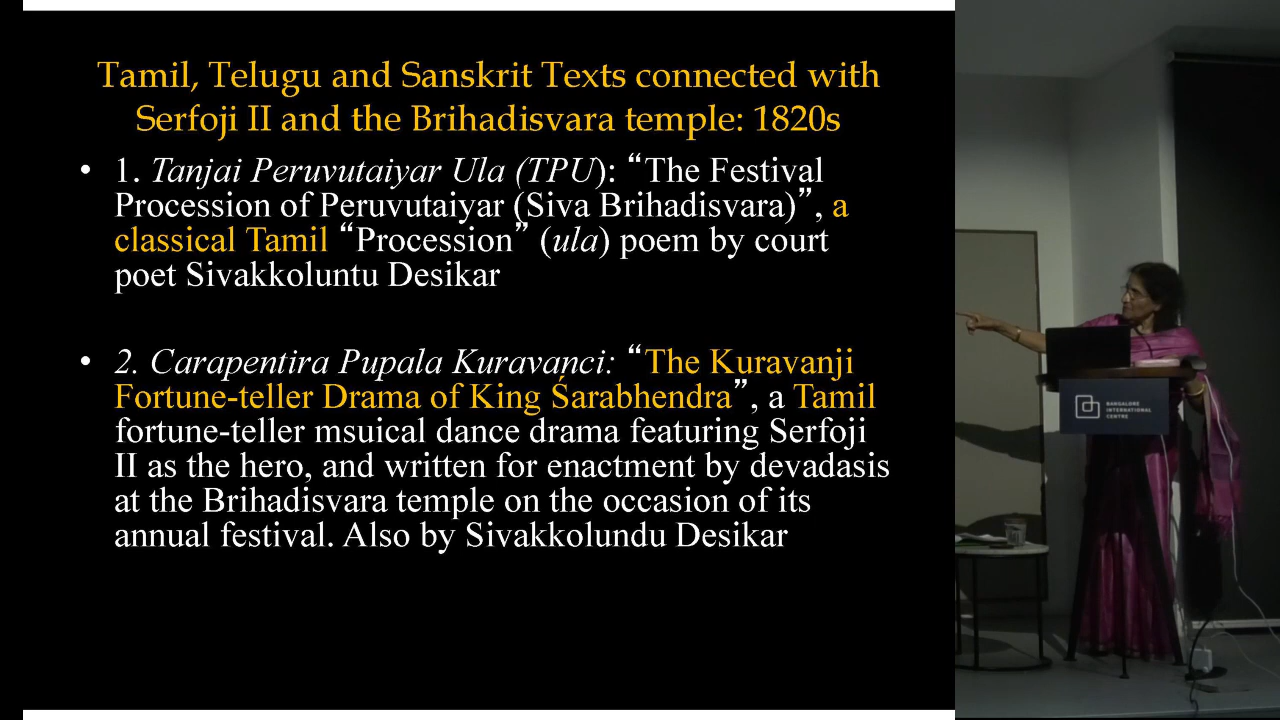 Tamil, Telugu and Sanskrit Texts connected with
Serfoji II and the Brihadisvara temple: 1820s
• 1. Tanjai Peruvutaiyar Ula (TPU): “The Festival
Procession of Peruvutaiyar (Siva Brihadisvara)”, a
classical Tamil “Procession” (ula) poem by court
poet Sivakkoluntu Desikar
• 2. Carapentira Pupala Kuravanci: “The Kuravanji
Fortune-teller Drama of King Śarabhendra”, a Tamil
fortune-teller msuical dance drama featuring Serfoji
II as the hero, and written for enactment by devadasis
at the Brihadisvara temple on the occasion of its
annual festival. Also by Sivakkolundu Desikar
BANGALORE
INTERNATIONAL
CENTRE